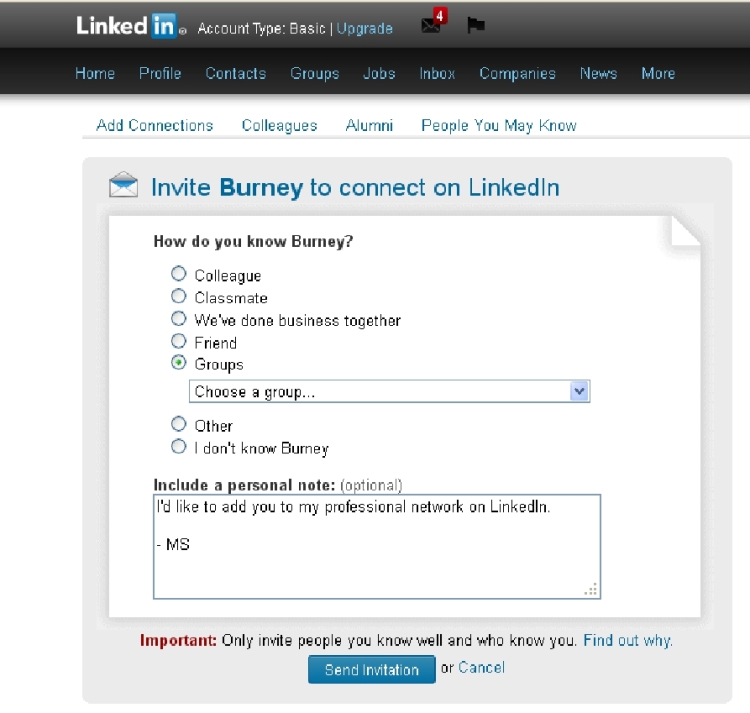 Linked in® Account Type: Basic | Upgrade 4
Home Profile Contacts Groups Jobs Inbox Companies News More
Add Connections Colleagues Alumni People You May Know
Invite Burney to connect on LinkedIn
How do you know Burney?
Colleague
Classmate
We've done business together
Friend
Groups
Choose a group...
Other
I don't know Burney
Include a personal note: (optional)
I'd like to add you to my professional network on LinkedIn.
- MS
Important: Only invite people you know well and who know you. Find out why.
Send Invitation or Cancel